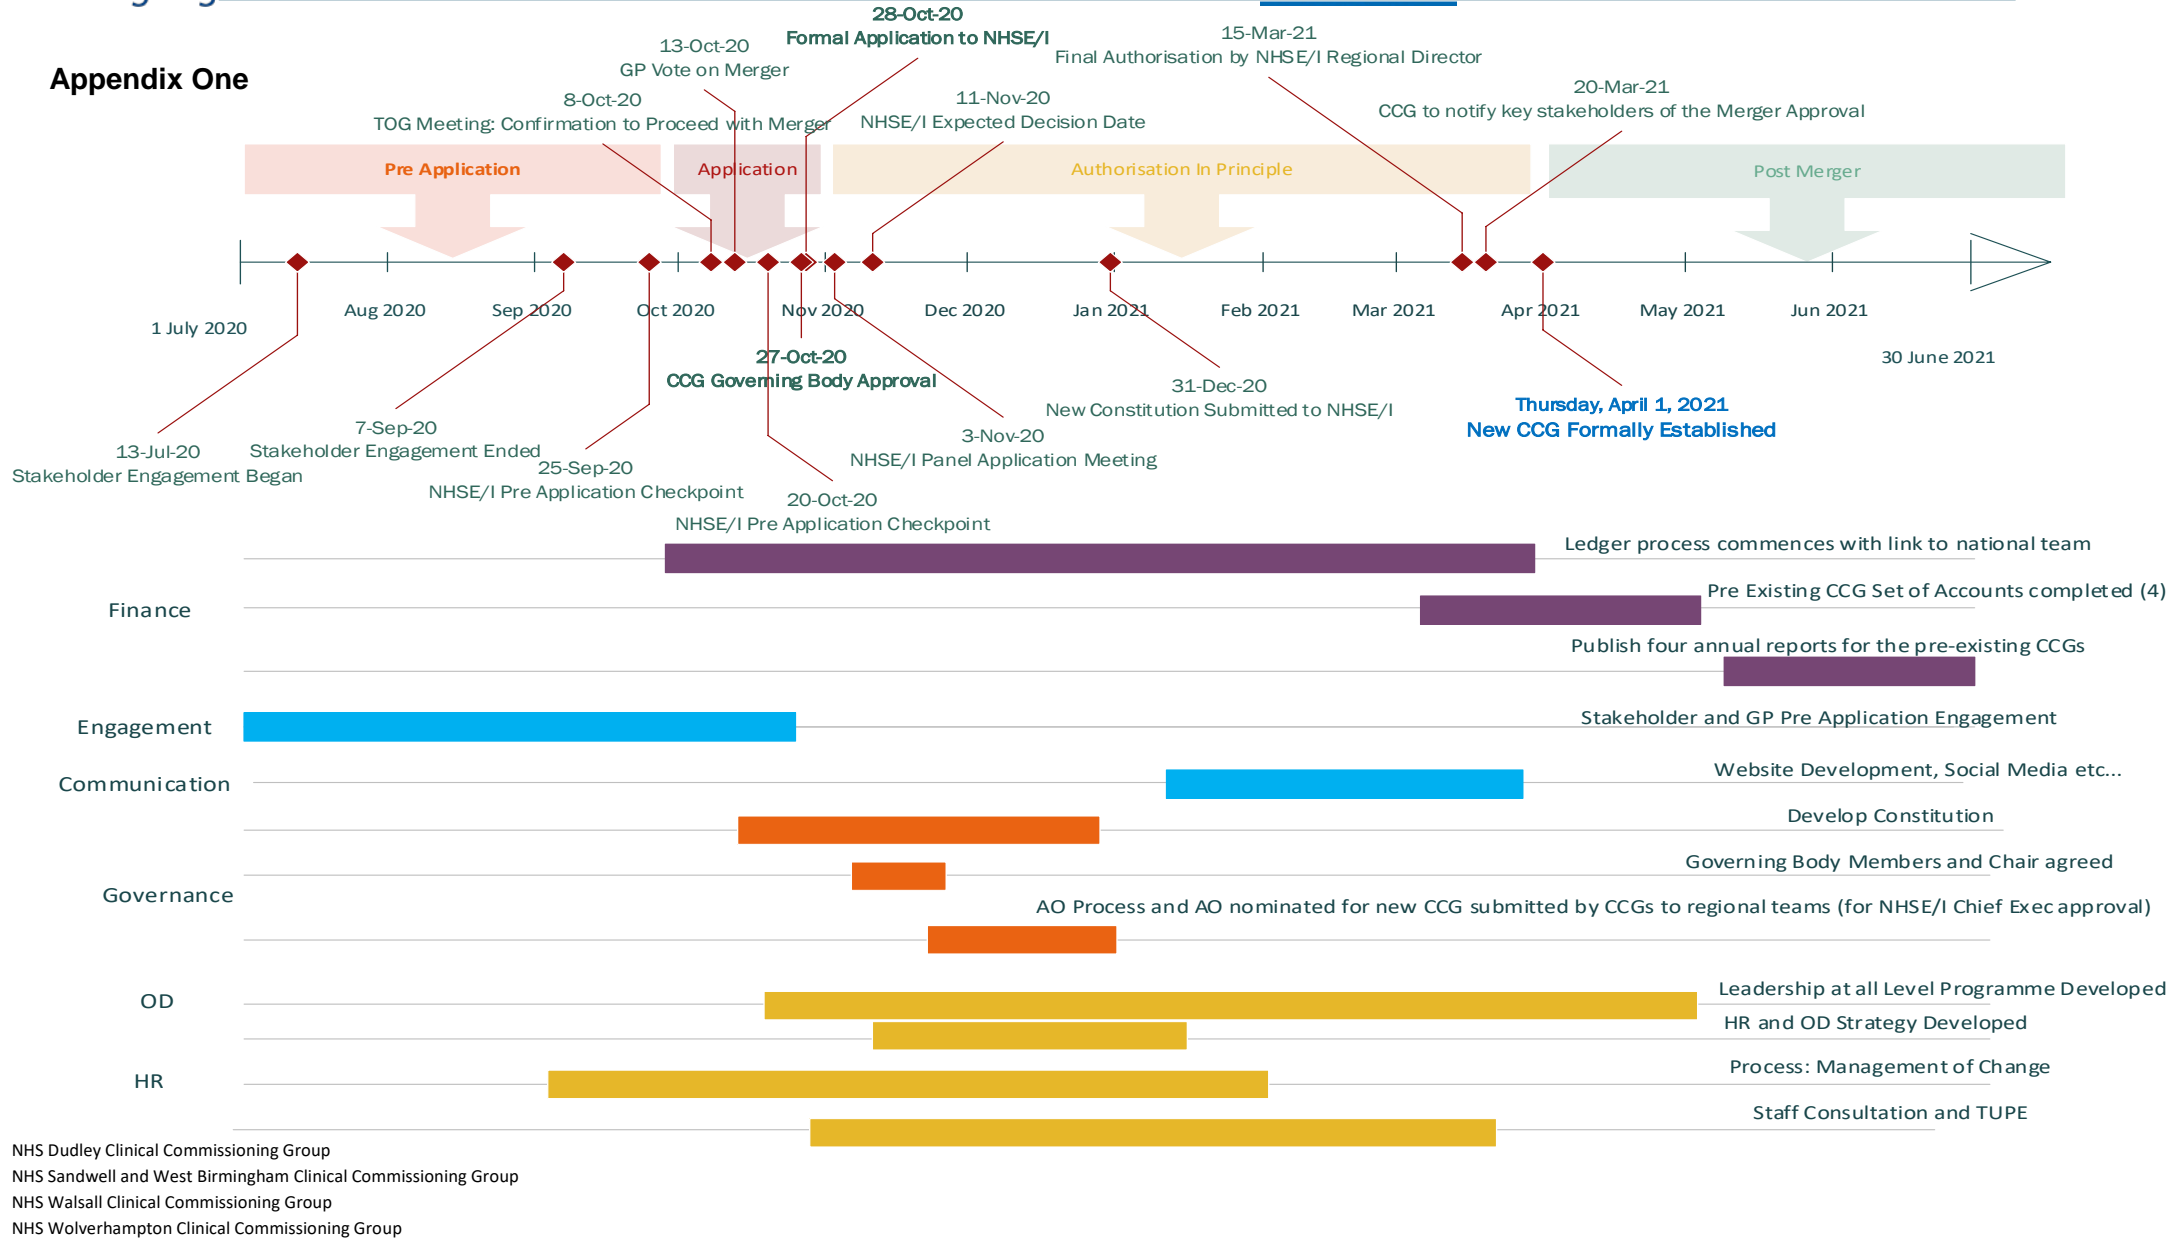 28-Oct-20
Formal Application to NHSE/I
15-Mar-21
Final Authorisation by NHSE/I Regional Director
13-Oct-20
GP Vote on Merger
Appendix One
20-Mar-21
CCG to notify key stakeholders of the Merger Approval
8-Oct-20
TOG Meeting: Confirmation to Proceed with Merger
11-Nov-20
NHSE/I Expected Decision Date
Pre Application
Application
Authorisation In Principle
Post Merger
1 July 2020
Aug 2020
Sep 2020
Oct 2020
Nov 2020
Dec 2020
Jan 2021
Feb 2021
Mar 2021
Apr 2021
May 2021
Jun 2021
30 June 2021
27-Oct-20
CCG Governing Body Approval
31-Dec-20
New Constitution Submitted to NHSE/I
Thursday, April 1, 2021
New CCG Formally Established
13-Jul-20
Stakeholder Engagement Began
7-Sep-20
Stakeholder Engagement Ended
25-Sep-20
NHSE/I Pre Application Checkpoint
3-Nov-20
NHSE/I Panel Application Meeting
20-Oct-20
NHSE/I Pre Application Checkpoint
Finance
Ledger process commences with link to national team
Pre Existing CCG Set of Accounts completed (4)
Publish four annual reports for the pre-existing CCGs
Engagement
Stakeholder and GP Pre Application Engagement
Communication
Website Development, Social Media etc...
Governance
Develop Constitution
Governing Body Members and Chair agreed
AO Process and AO nominated for new CCG submitted by CCGs to regional teams (for NHSE/I Chief Exec approval)
OD
Leadership at all Level Programme Developed
HR and OD Strategy Developed
HR
Process: Management of Change
Staff Consultation and TUPE
NHS Dudley Clinical Commissioning Group
NHS Sandwell and West Birmingham Clinical Commissioning Group
NHS Walsall Clinical Commissioning Group
NHS Wolverhampton Clinical Commissioning Group